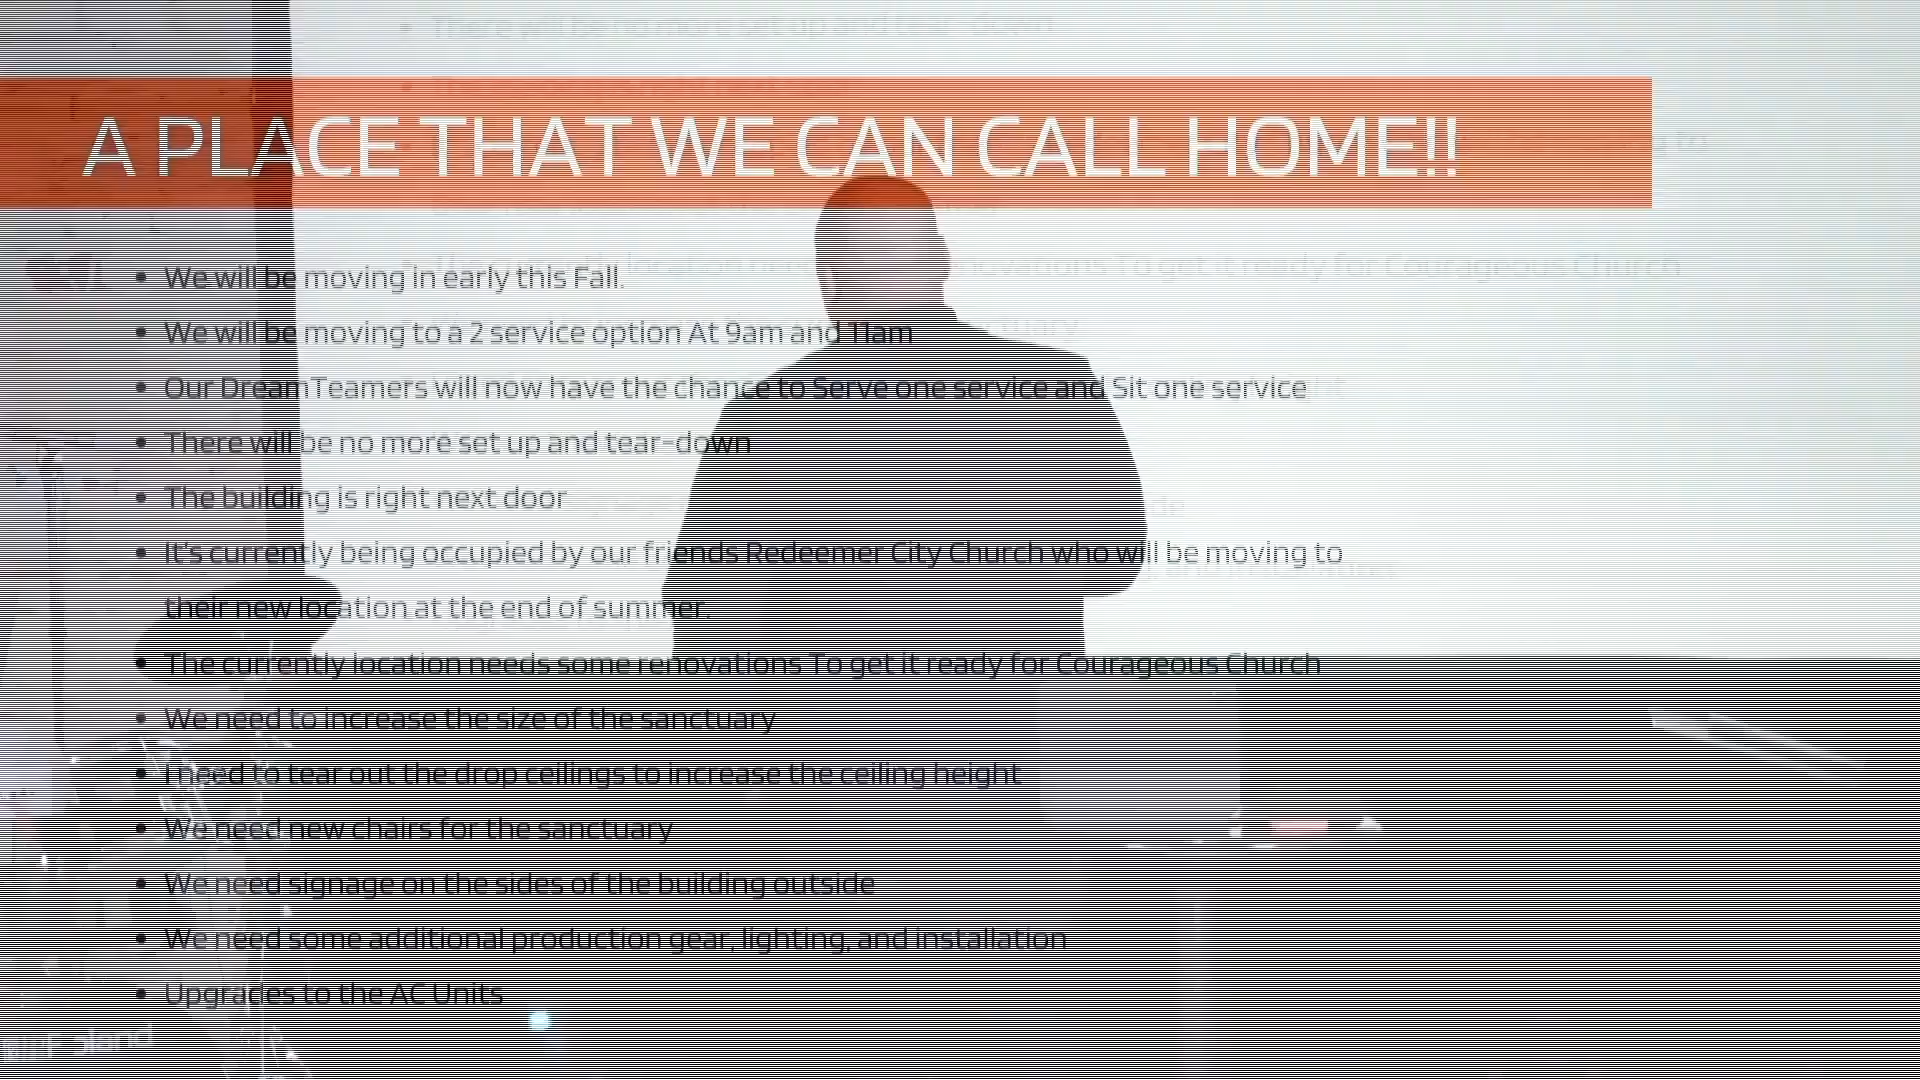 A PLACE THAT WE CAN CALL HOME!!
• We will be moving in early this Fall.
• We will be moving to a 2 service option At 9am and 11am
• Our DreamTeamers will now have the chance to Serve one service and Sit one service
• There will be no more set up and tear-down
• The building is right next door
• It's currently being occupied by our friends Redeemer City Church who will be moving to
their new location at the end of summer.
• The currently location needs some renovations To get it ready for Courageous Church
• We need to increase the size of the sanctuary
• I need to tear out the drop ceilings to increase the ceiling height
• We need new chairs for the sanctuary
• We need signage on the sides of the building outside
• We need some additional production gear, lighting, and installation
• Upgrades to the AC Units